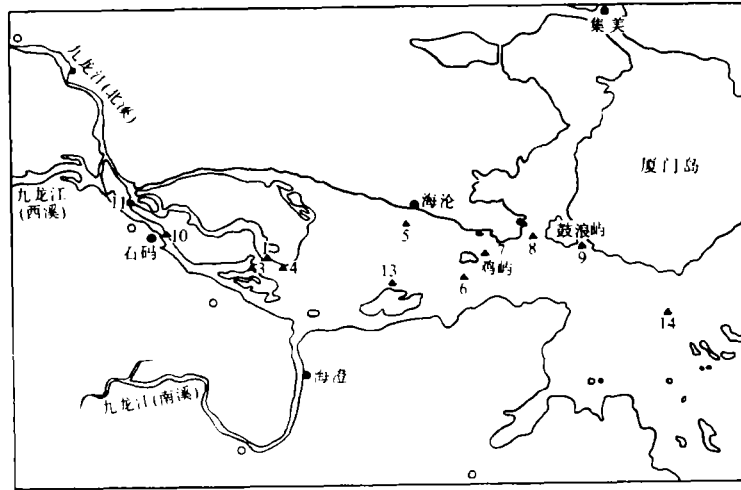 集美
九龙江(北溪)
厦门岛
九龙江
(西溪)
海沧
11
10
石码
鼓浪屿
5
8
9
7
鸡屿
1
3
4
13
6
14
海澄
九龙江(南溪)